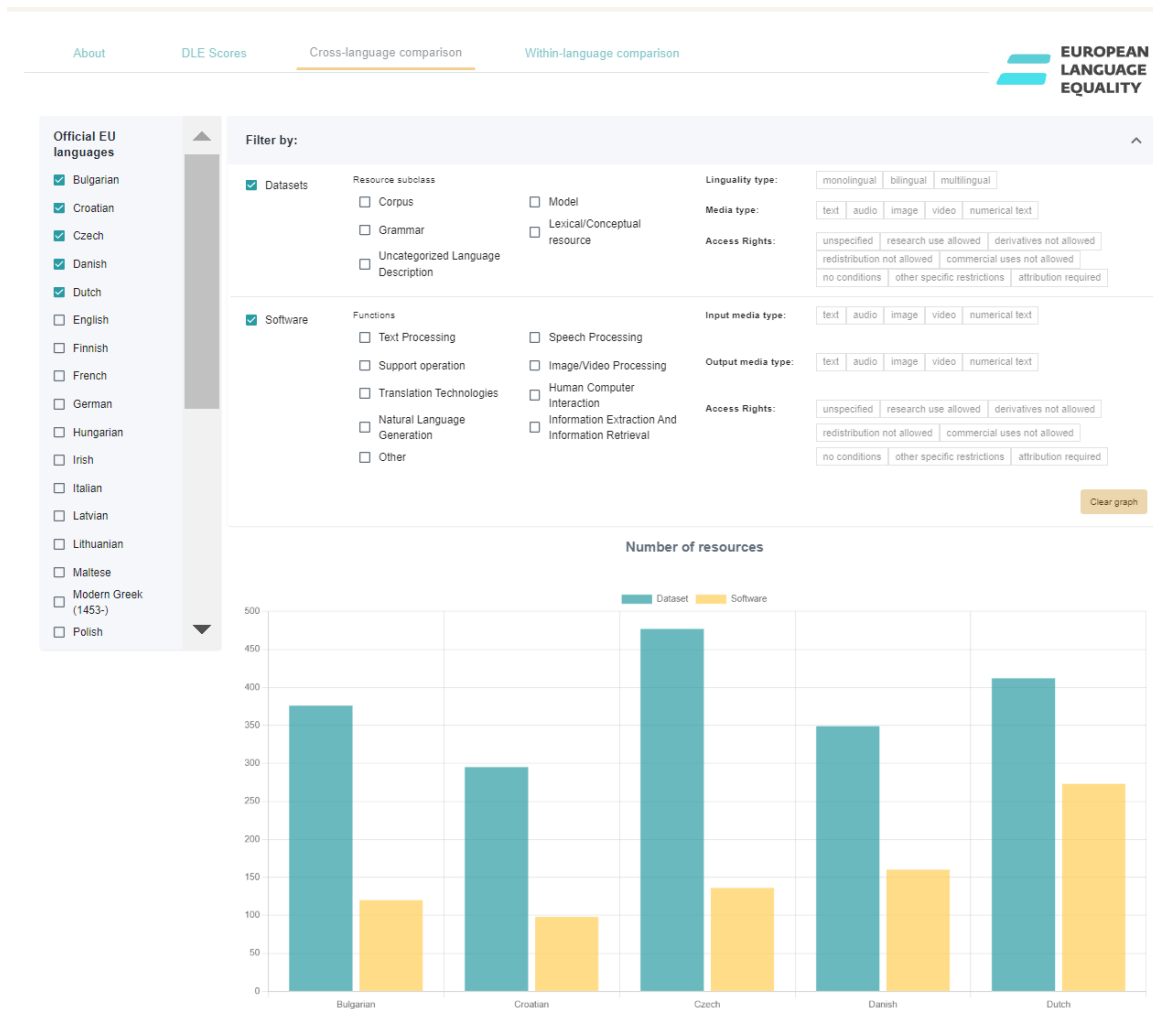 About
DLE Scores
Cross-language comparison
Within-language comparison
EUROPEAN
LANGUAGE
EQUALITY
Official EU
languages
Bulgarian
Croatian
Czech
Danish
Dutch
English
Finnish
French
German
Hungarian
Irish
Italian
Latvian
Lithuanian
Maltese
Modern Greek
(1453-)
Polish
Filter by:
Datasets
Resource subclass
Corpus
Model
Grammar
Lexical/Conceptual
resource
Uncategorized Language
Description
Linguality type:
monolingual bilingual multilingual
Media type:
text audio image video numerical text
Access Rights:
unspecified research use allowed derivatives not allowed
redistribution not allowed commercial uses not allowed
no conditions other specific restrictions attribution required
Software
Functions
Text Processing
Speech Processing
Support operation
Image/Video Processing
Translation Technologies
Human Computer
Interaction
Natural Language
Generation
Information Extraction And
Information Retrieval
Other
Input media type:
text audio image video numerical text
Output media type:
text audio image video numerical text
Access Rights:
unspecified research use allowed derivatives not allowed
redistribution not allowed commercial uses not allowed
no conditions other specific restrictions attribution required
Clear graph
Number of resources
Dataset Software
500
450
400
350
300
250
200
150
100
50
0
Bulgarian Croatian Czech Danish Dutch